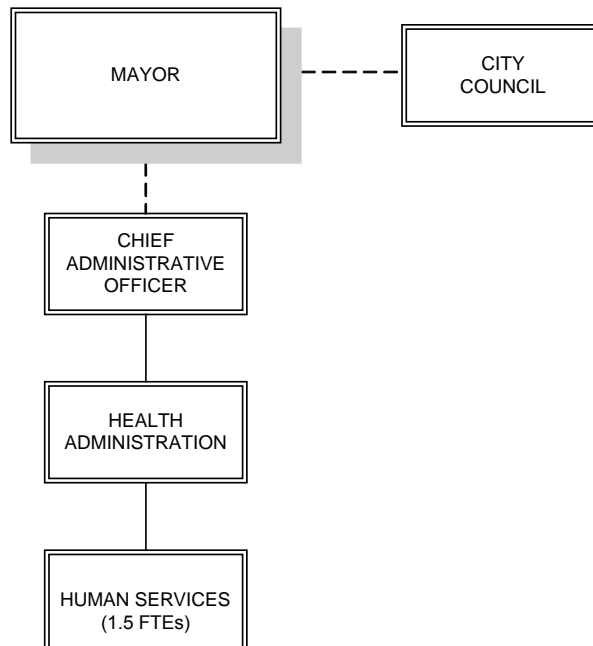 MAYOR
CITY
COUNCIL
CHIEF
ADMINISTRATIVE
OFFICER
HEALTH
ADMINISTRATION
HUMAN SERVICES
(1.5 FTEs)